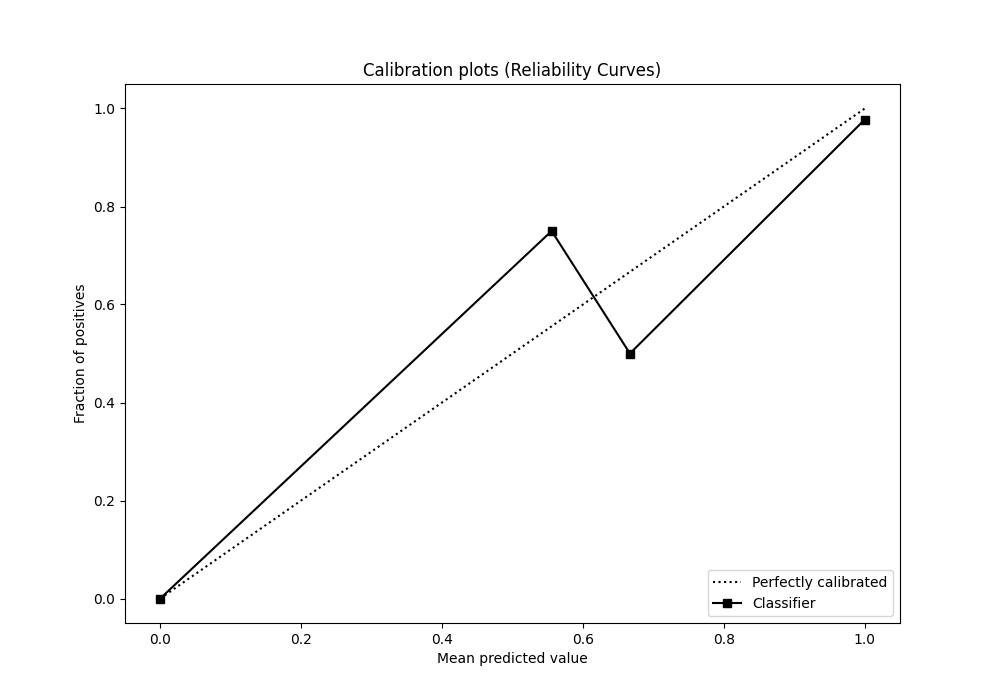 Calibration plots (Reliability Curves)
1.0
0.8
0.6
0.4
0.2
0.0
Fraction of positives
0.0 0.2 0.4 0.6 0.8 1.0
Mean predicted value
Perfectly calibrated
Classifier